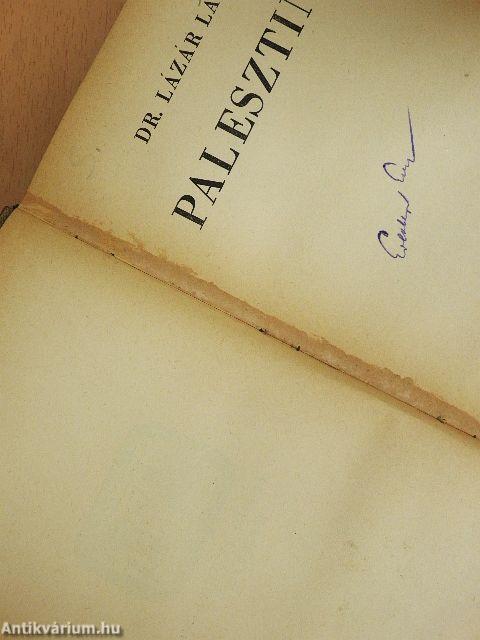 DR. LÁZÁR LÁ
PALESZTI
Antikvárium.hu